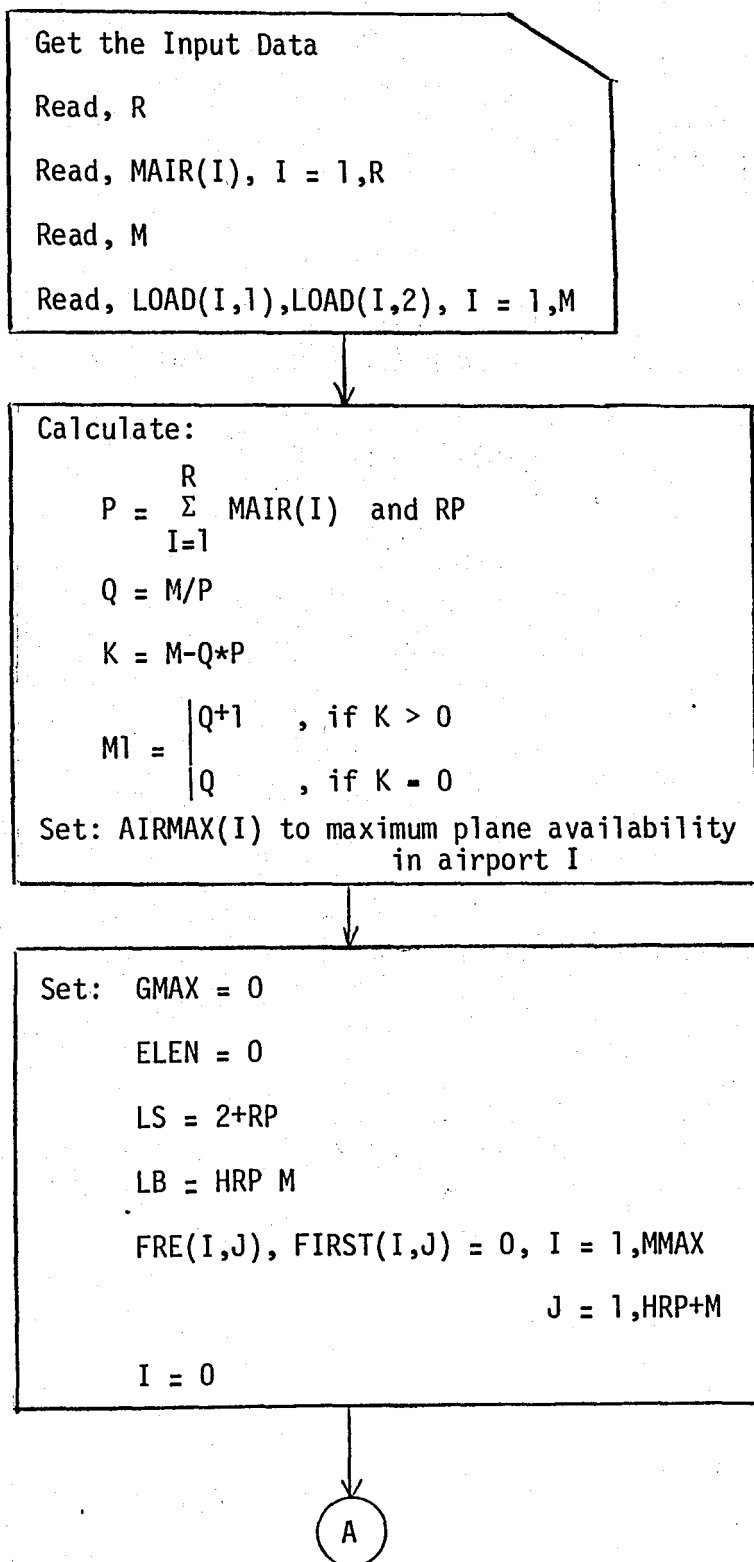 Get the Input Data
Read, R
Read, MAIR(I), I = 1,R
Read, M
Read, LOAD(I,1),LOAD(I,2), I = 1,M
Calculate:
R
P = Σ MAIR(I) and RP
I=1
Q = M/P
K = M-Q*P
|Q+1 , if K > 0
M1 = |
|Q , if K = 0
Set: AIRMAX(I) to maximum plane availability
in airport I
Set: GMAX = 0
ELEN = 0
LS = 2+RP
LB = HRP M
FRE(I,J), FIRST(I,J) = 0, I = 1,MMAX
J = 1,HRP+M
I = 0
A